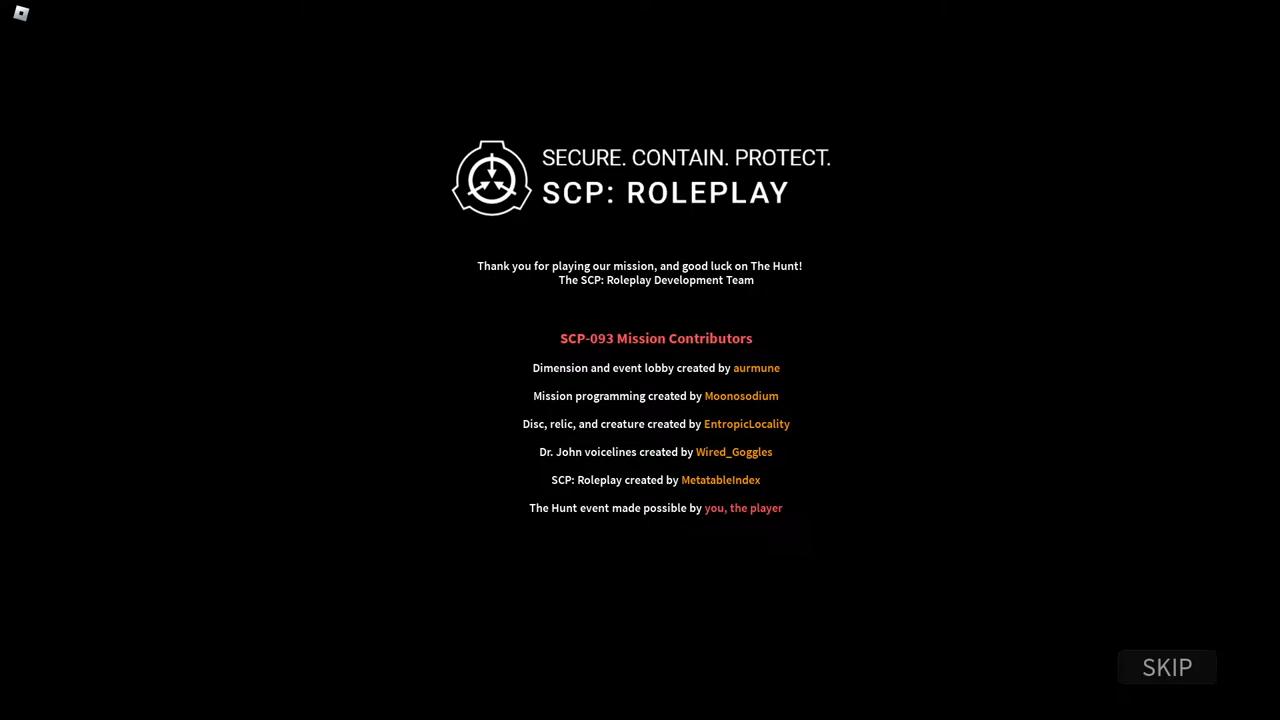 SECURE. CONTAIN. PROTECT.
SCP: ROLEPLAY
Thank you for playing our mission, and good luck on The Hunt!
The SCP: Roleplay Development Team
SCP-093 Mission Contributors
Dimension and event lobby created by aurmune
Mission programming created by Moonosodium
Disc, relic, and creature created by EntropicLocality
Dr. John voicelines created by Wired_Goggles
SCP: Roleplay created by MetatableIndex
The Hunt event made possible by you, the player
SKIP